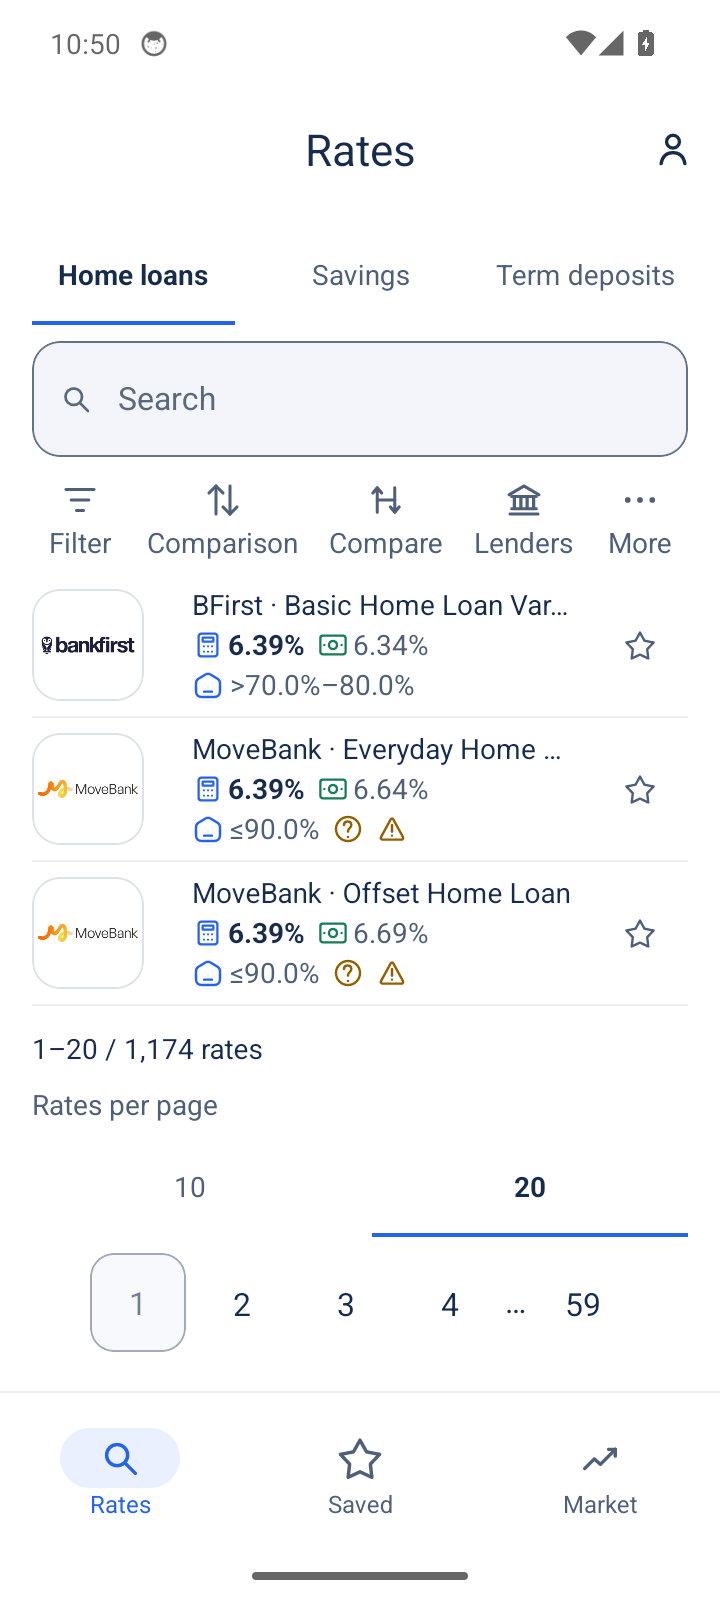 10:50
Rates
Home loans
Savings
Term deposits
Search
Filter
Comparison
Compare
Lenders
More
bankfirst
BFirst · Basic Home Loan Var...
6.39% 6.34%
>70.0%–80.0%
MoveBank
MoveBank · Everyday Home ...
6.39% 6.64%
≤90.0%
MoveBank
MoveBank · Offset Home Loan
6.39% 6.69%
≤90.0%
1–20 / 1,174 rates
Rates per page
10
20
1 2 3 4 ... 59
Rates
Saved
Market